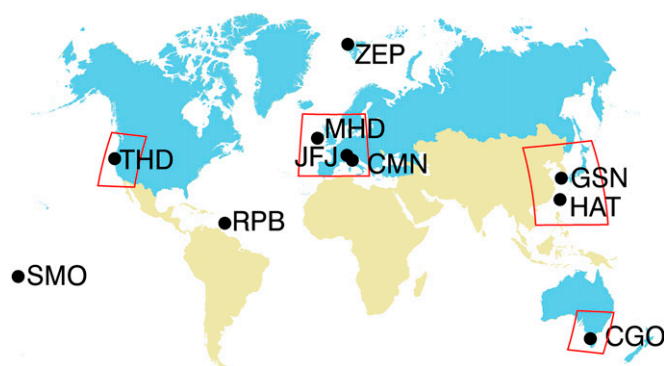 ZEP
MHD
THD
JFJ
CMN
GSN
HAT
RPB
SMO
CGO